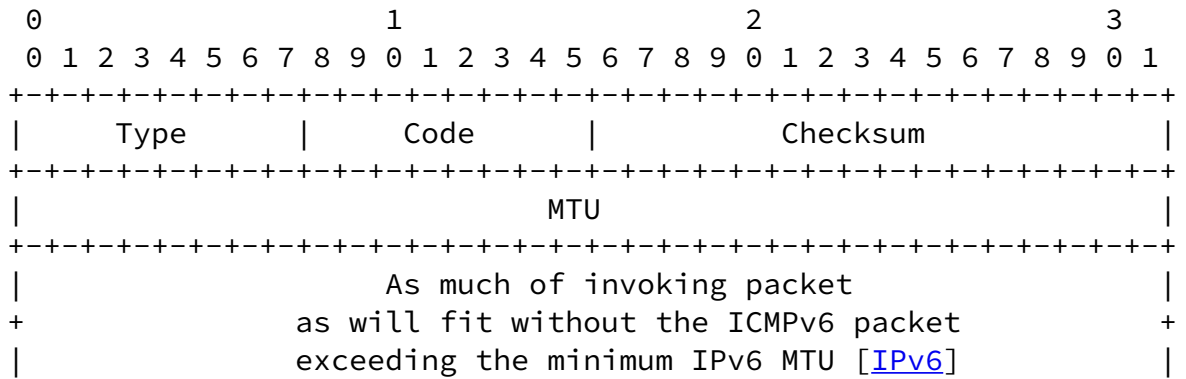 0                   1                   2                   3
 0 1 2 3 4 5 6 7 8 9 0 1 2 3 4 5 6 7 8 9 0 1 2 3 4 5 6 7 8 9 0 1
+-+-+-+-+-+-+-+-+-+-+-+-+-+-+-+-+-+-+-+-+-+-+-+-+-+-+-+-+-+-+-+-+
|     Type      |     Code      |          Checksum             |
+-+-+-+-+-+-+-+-+-+-+-+-+-+-+-+-+-+-+-+-+-+-+-+-+-+-+-+-+-+-+-+-+
|                             MTU                               |
+-+-+-+-+-+-+-+-+-+-+-+-+-+-+-+-+-+-+-+-+-+-+-+-+-+-+-+-+-+-+-+-+
|                    As much of invoking packet                 |
+               as will fit without the ICMPv6 packet           +
|               exceeding the minimum IPv6 MTU [IPv6]           |